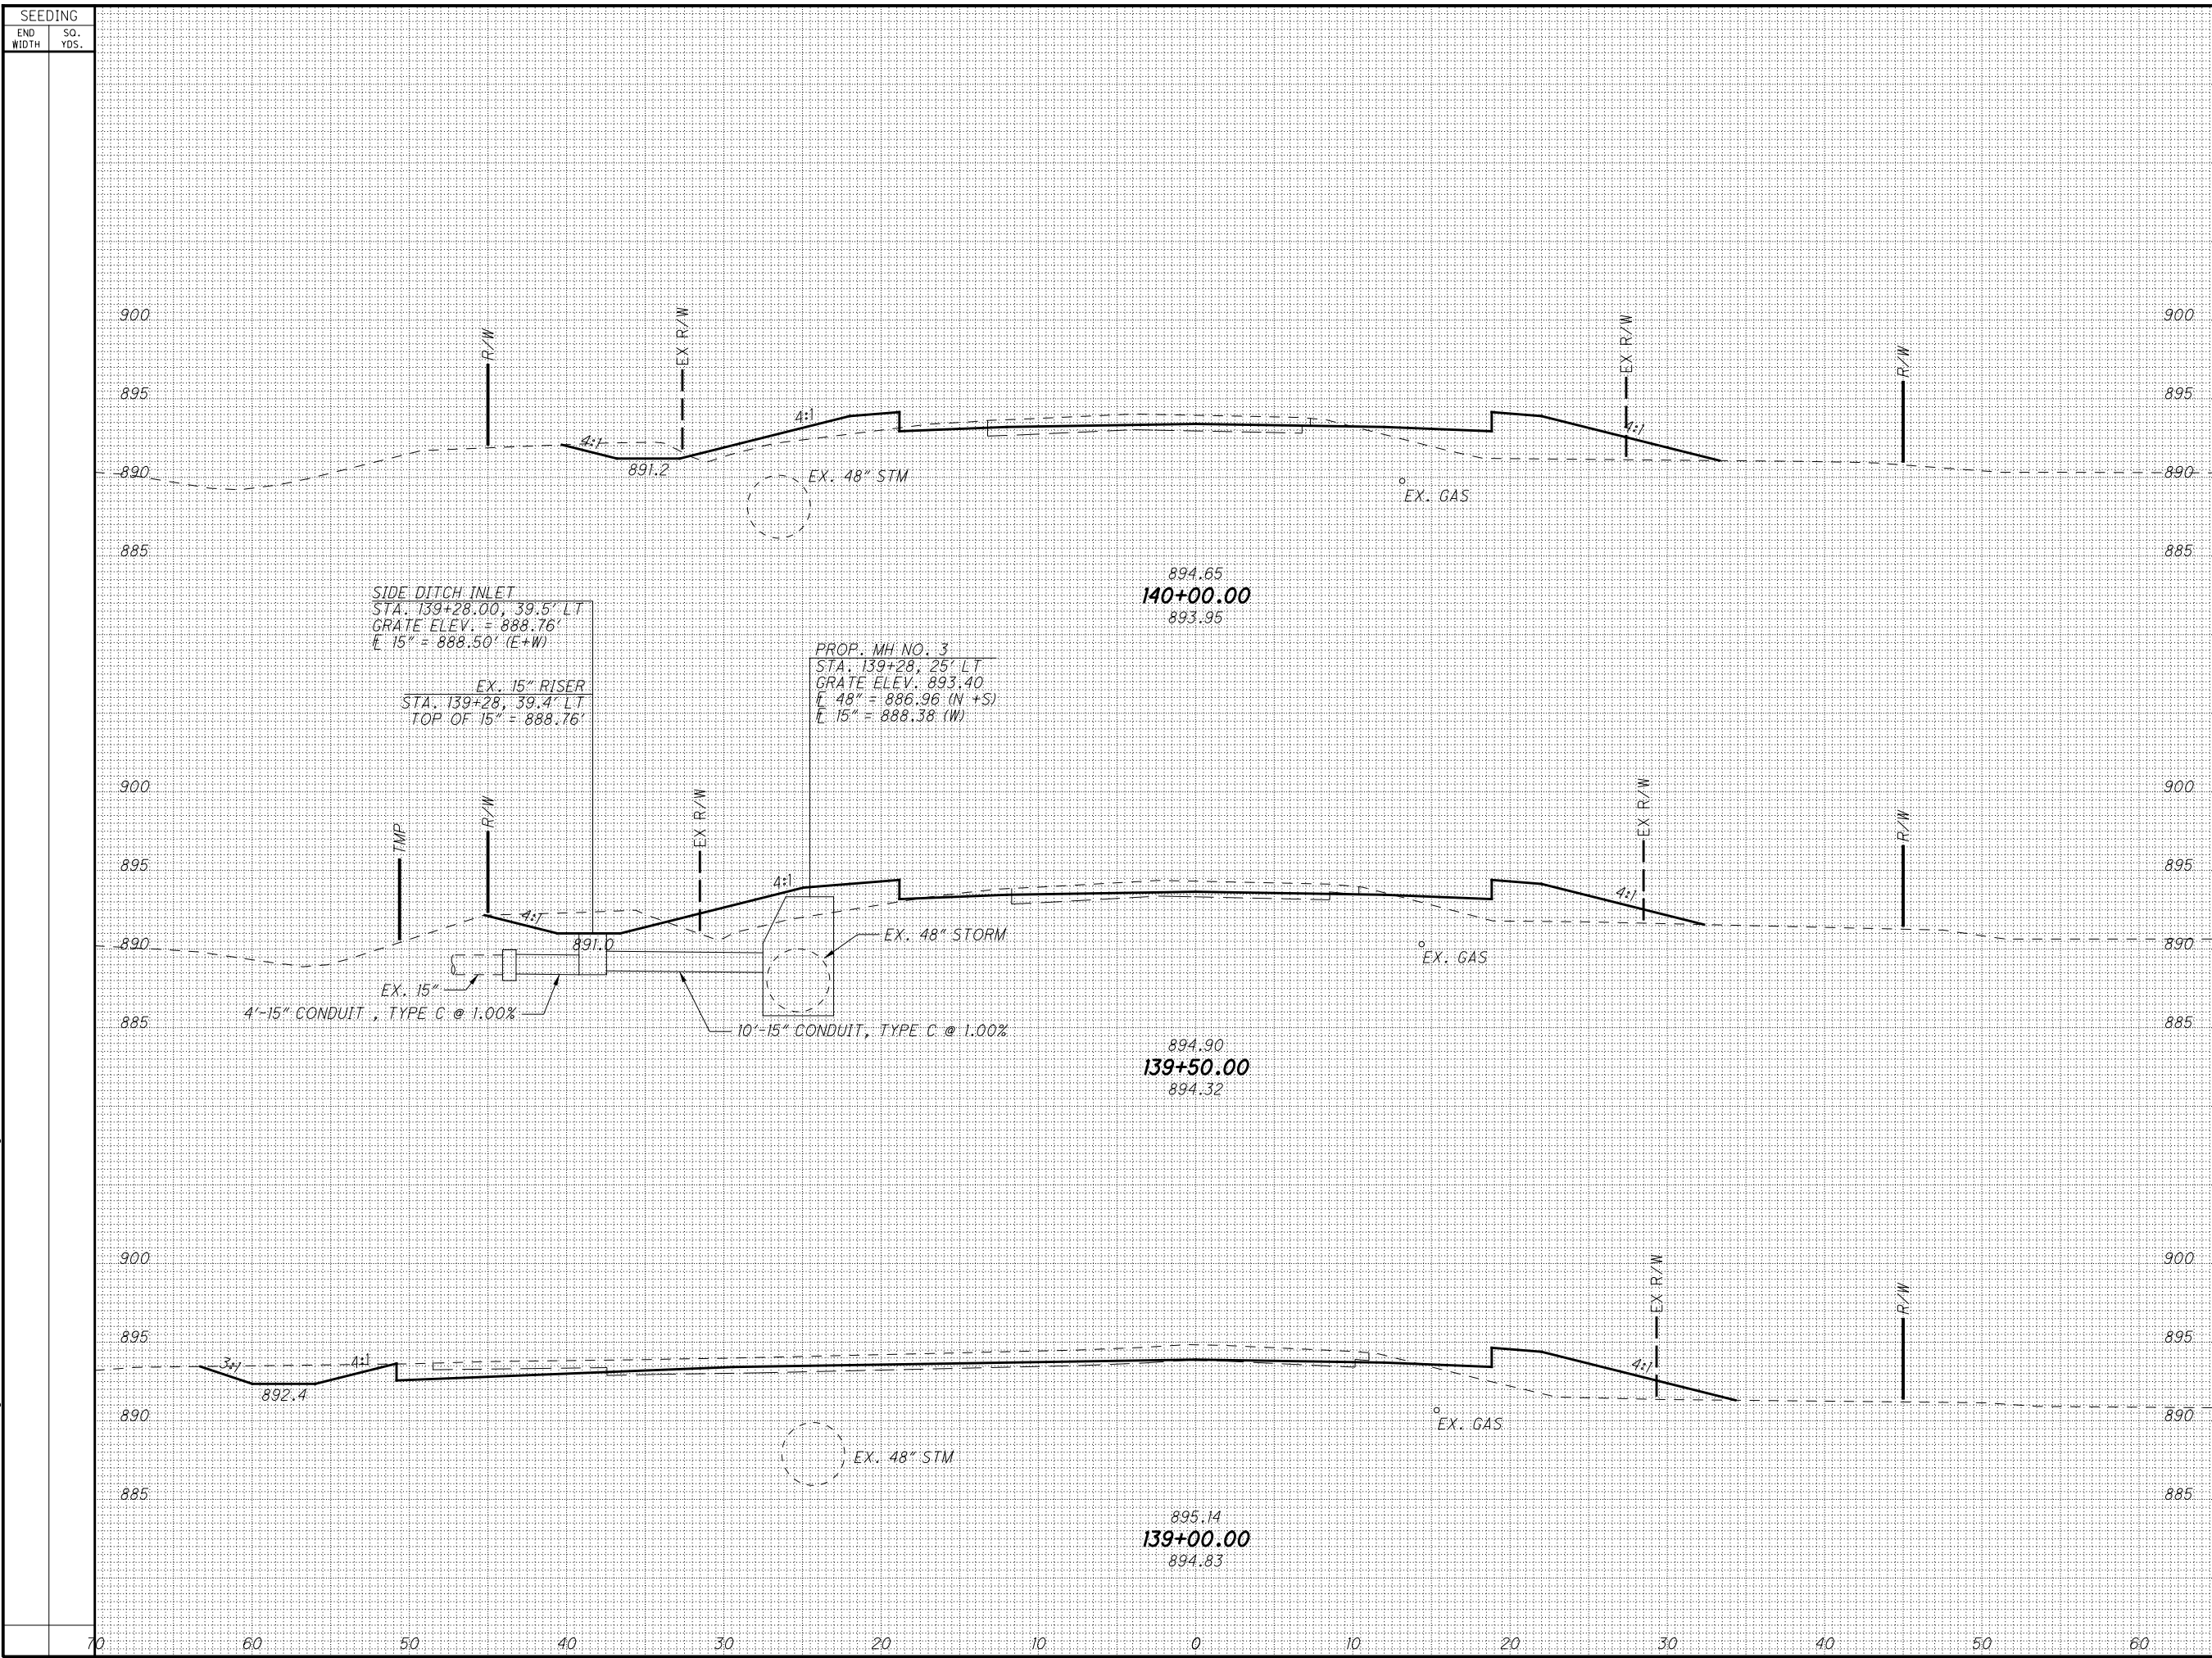 SEEDING
END WIDTH
SQ. YDS.
900 900
R/W
EX R/W
EX R/W
R/W
895 895
4:1
4:1
4:1
890 890
891.2
EX. 48" STM
EX. GAS
885 885
894.65
140+00.00
893.95
SIDE DITCH INLET
STA. 139+28.00, 39.5' LT
GRATE ELEV. = 888.76'
℄ 15" = 888.50' (E+W)
EX. 15" RISER
STA. 139+28, 39.4' LT
TOP OF 15" = 888.76'
PROP. MH NO. 3
STA. 139+28, 25' LT
GRATE ELEV. 893.40
℄ 48" = 886.96 (N +S)
℄ 15" = 888.38 (W)
900 900
TMP
R/W
EX R/W
EX R/W
R/W
895 895
4:1
4:1
4:1
EX. 48" STORM
890 891.0 890
EX. GAS
EX. 15"
4'-15" CONDUIT , TYPE C @ 1.00%
885 885
10'-15" CONDUIT, TYPE C @ 1.00%
894.90
139+50.00
894.32
900 900
EX R/W
R/W
895 895
3:1
4:1
4:1
892.4
890 890
EX. GAS
EX. 48" STM
885 885
895.14
139+00.00
894.83
70 60 50 40 30 20 10 0 10 20 30 40 50 60